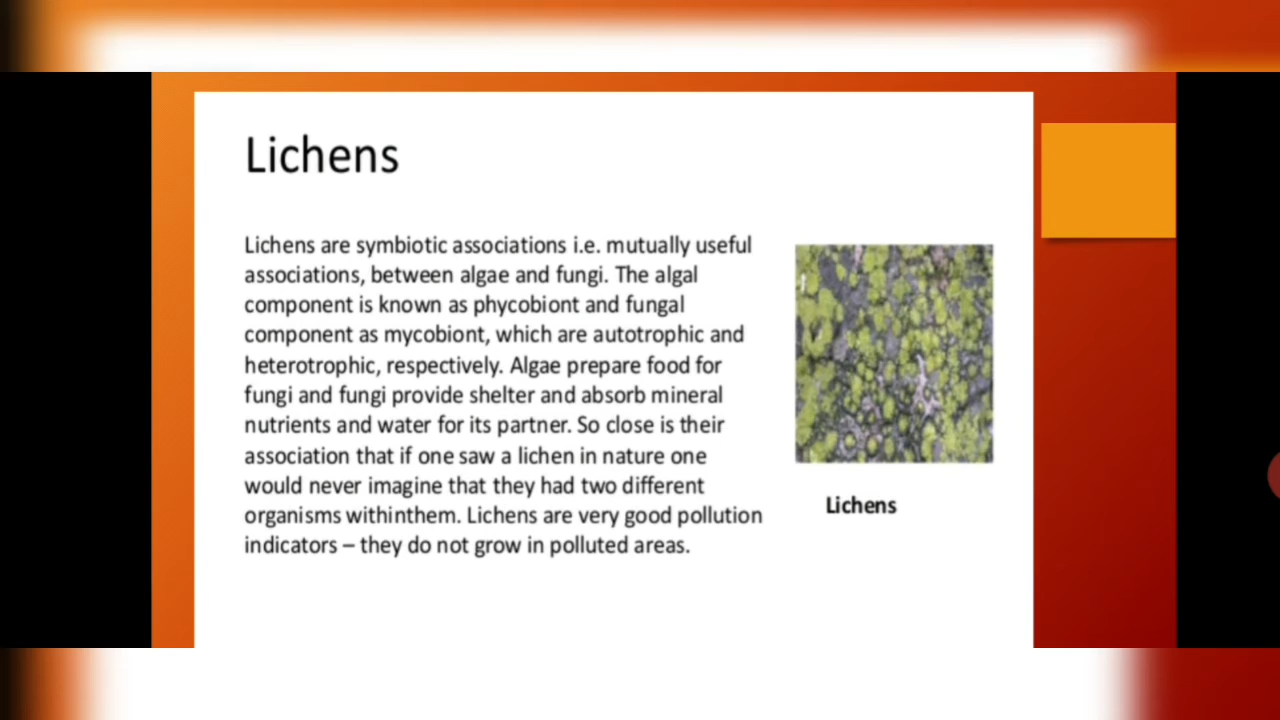 Lichens
Lichens are symbiotic associations i.e. mutually useful
associations, between algae and fungi. The algal
component is known as phycobiont and fungal
component as mycobiont, which are autotrophic and
heterotrophic, respectively. Algae prepare food for
fungi and fungi provide shelter and absorb mineral
nutrients and water for its partner. So close is their
association that if one saw a lichen in nature one
would never imagine that they had two different
organisms withinthem. Lichens are very good pollution
indicators – they do not grow in polluted areas.
Lichens